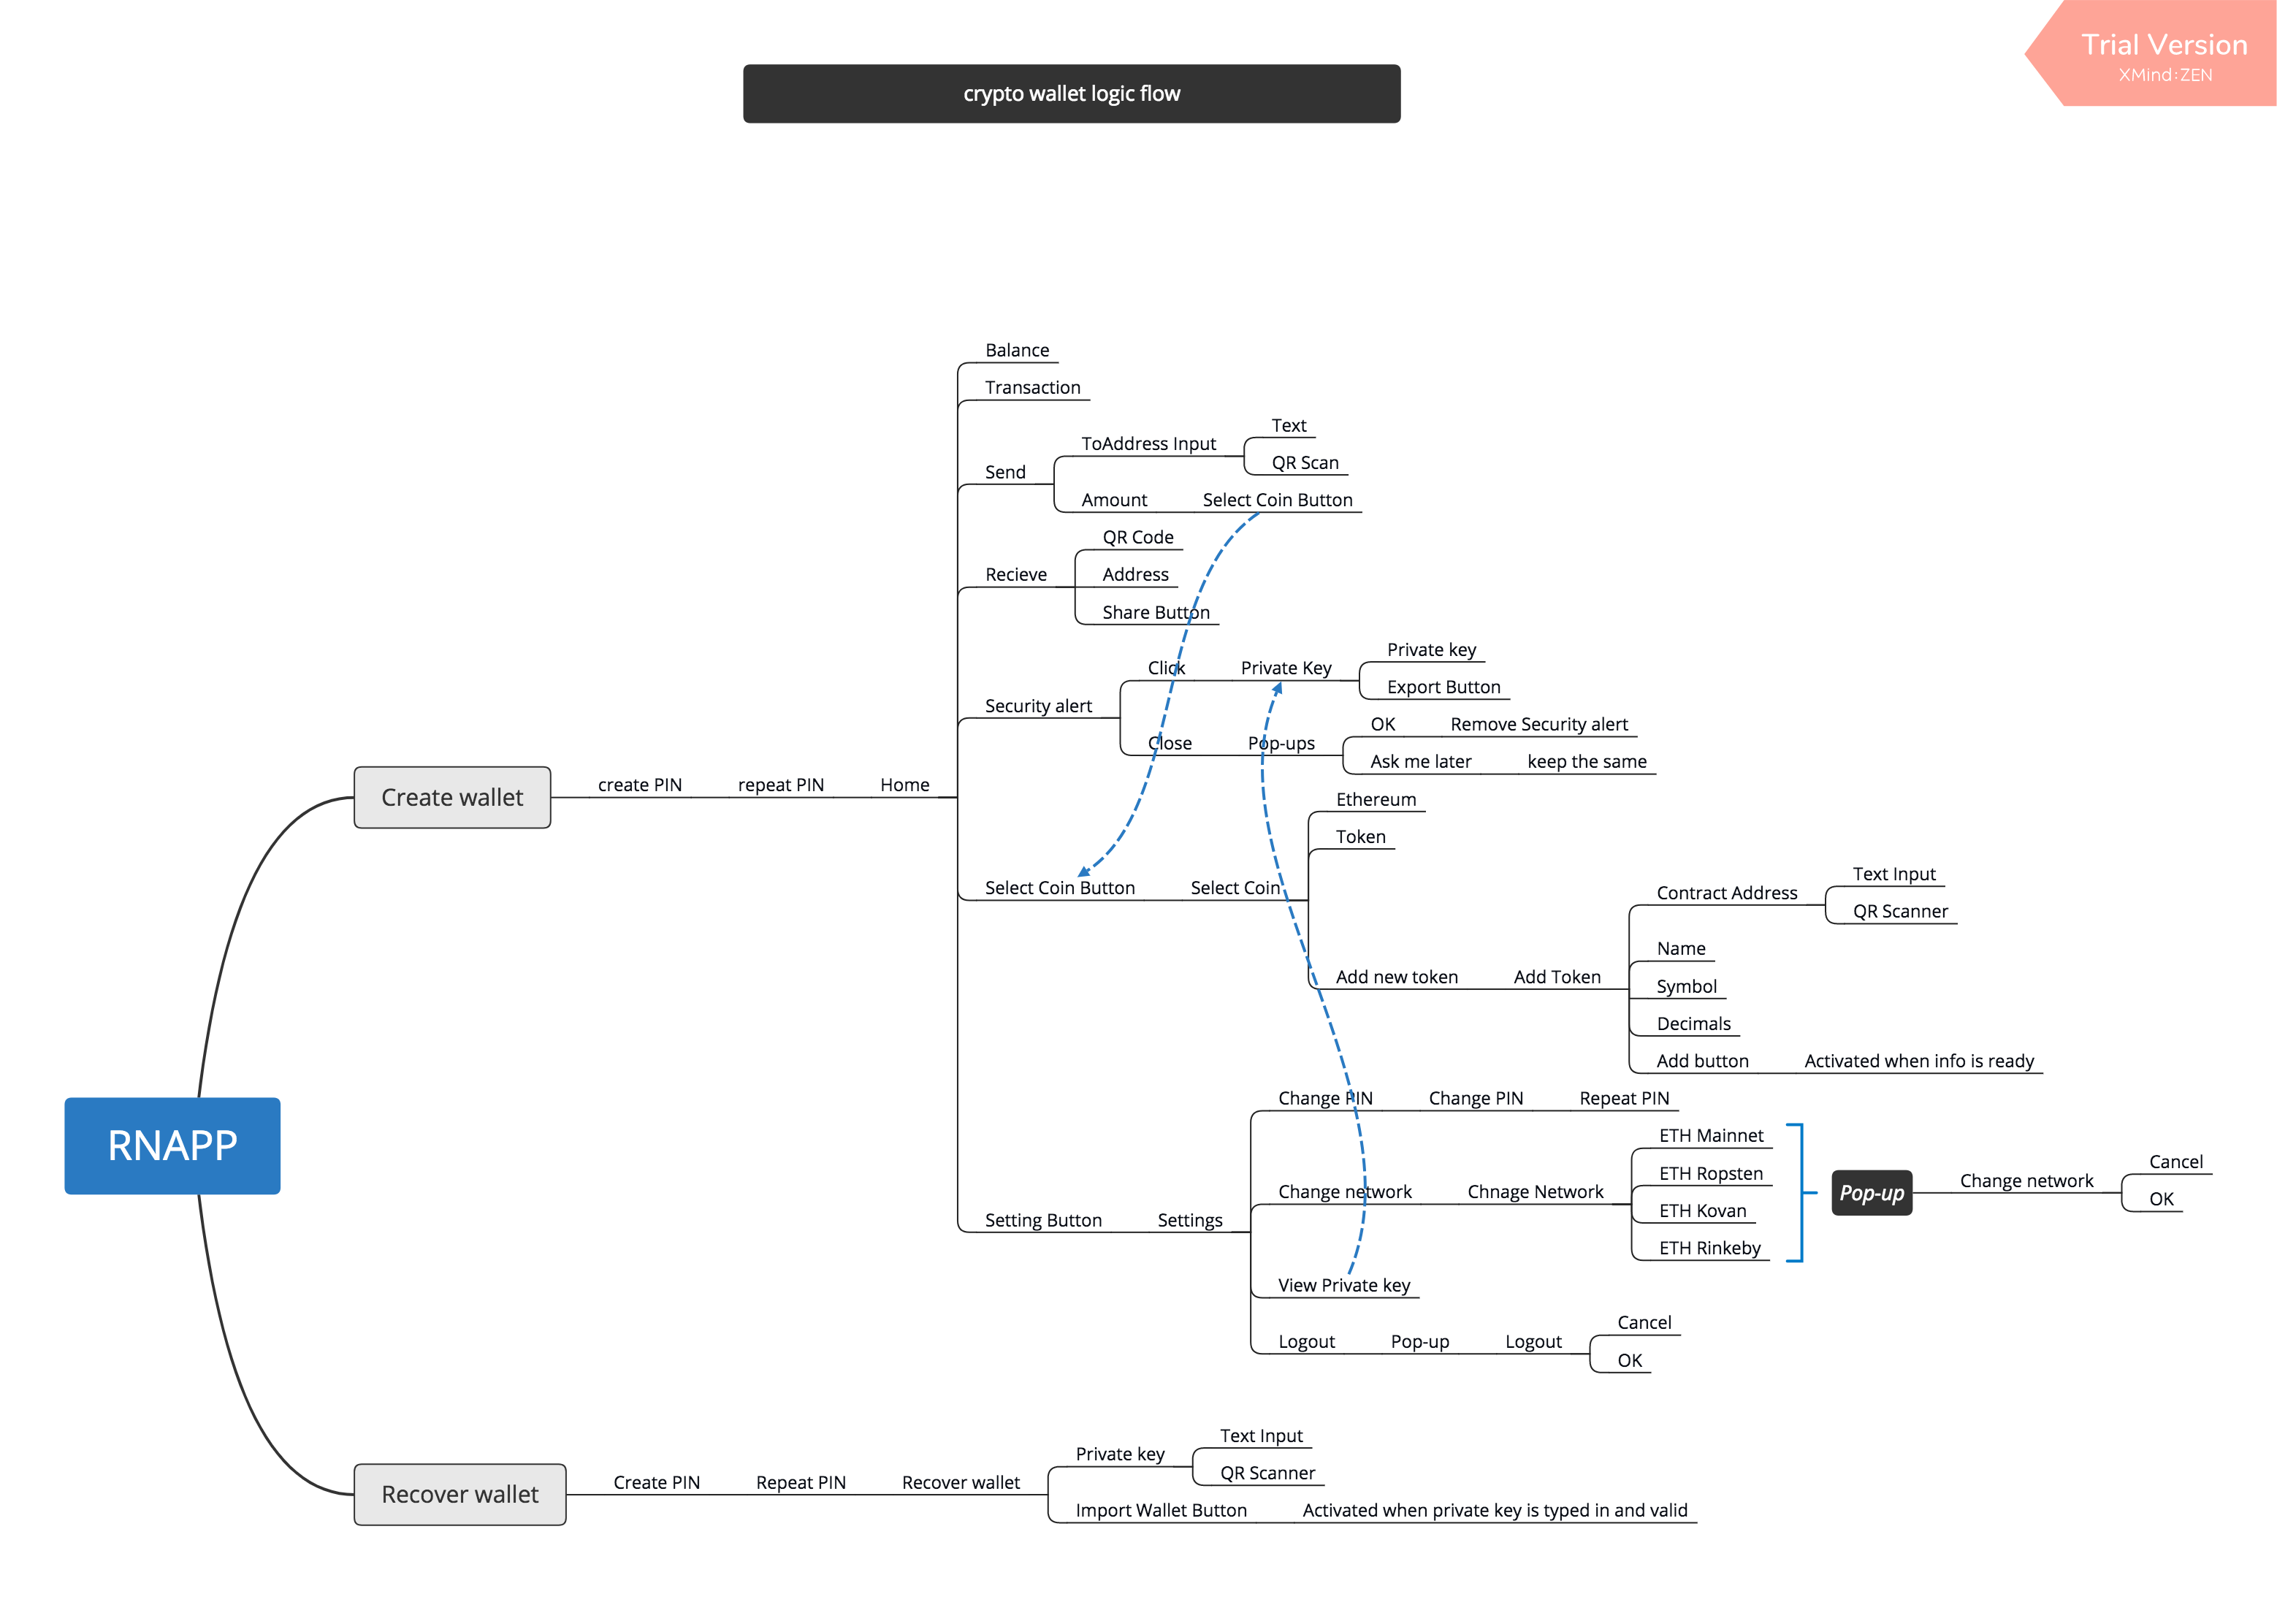 Trial Version
XMind:ZEN
crypto wallet logic flow
RNAPP
Create wallet
create PIN
repeat PIN
Home
Balance
Transaction
Send
ToAddress Input
Text
QR Scan
Amount
Select Coin Button
Recieve
QR Code
Address
Share Button
Security alert
Click
Private Key
Private key
Export Button
Close
Pop-ups
OK
Remove Security alert
Ask me later
keep the same
Select Coin Button
Select Coin
Ethereum
Token
Add new token
Add Token
Contract Address
Text Input
QR Scanner
Name
Symbol
Decimals
Add button
Activated when info is ready
Setting Button
Settings
Change PIN
Change PIN
Repeat PIN
Change network
Chnage Network
ETH Mainnet
ETH Ropsten
ETH Kovan
ETH Rinkeby
Pop-up
Change network
Cancel
OK
View Private key
Logout
Pop-up
Logout
Cancel
OK
Recover wallet
Create PIN
Repeat PIN
Recover wallet
Private key
Text Input
QR Scanner
Import Wallet Button
Activated when private key is typed in and valid